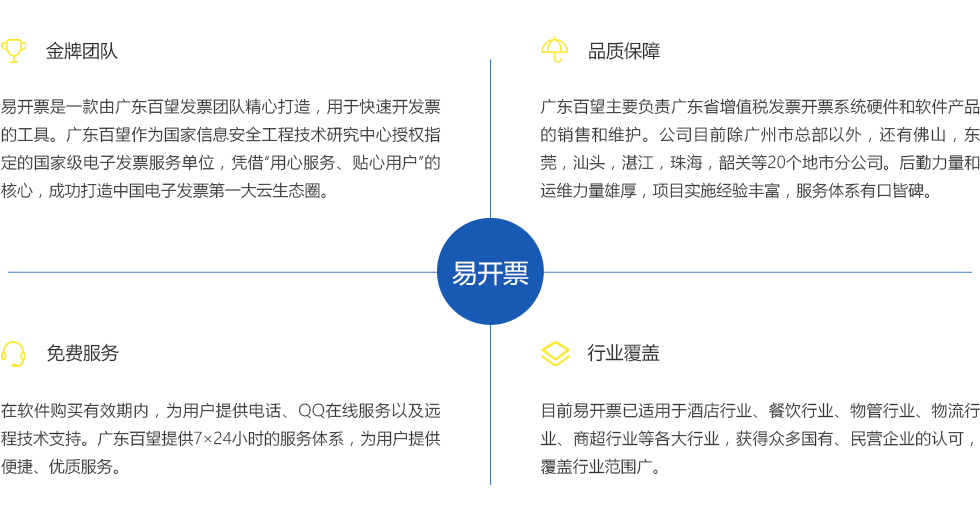 金牌团队
易开票是一款由广东百望发票团队精心打造，用于快速开发票
的工具。广东百望作为国家信息安全工程技术研究中心授权指
定的国家级电子发票服务单位，凭借“用心服务、贴心用户”的
核心，成功打造中国电子发票第一大云生态圈。
品质保障
广东百望主要负责广东省增值税发票开票系统硬件和软件产品
的销售和维护。公司目前除广州市总部以外，还有佛山，东
莞，汕头，湛江，珠海，韶关等20个地市分公司。后勤力量和
运维力量雄厚，项目实施经验丰富，服务体系有口皆碑。
易开票
免费服务
在软件购买有效期内，为用户提供电话、QQ在线服务以及远
程技术支持。广东百望提供7×24小时的服务体系，为用户提供
便捷、优质服务。
行业覆盖
目前易开票已适用于酒店行业、餐饮行业、物管行业、物流行
业、商超行业等各大行业，获得众多国有、民营企业的认可，
覆盖行业范围广。